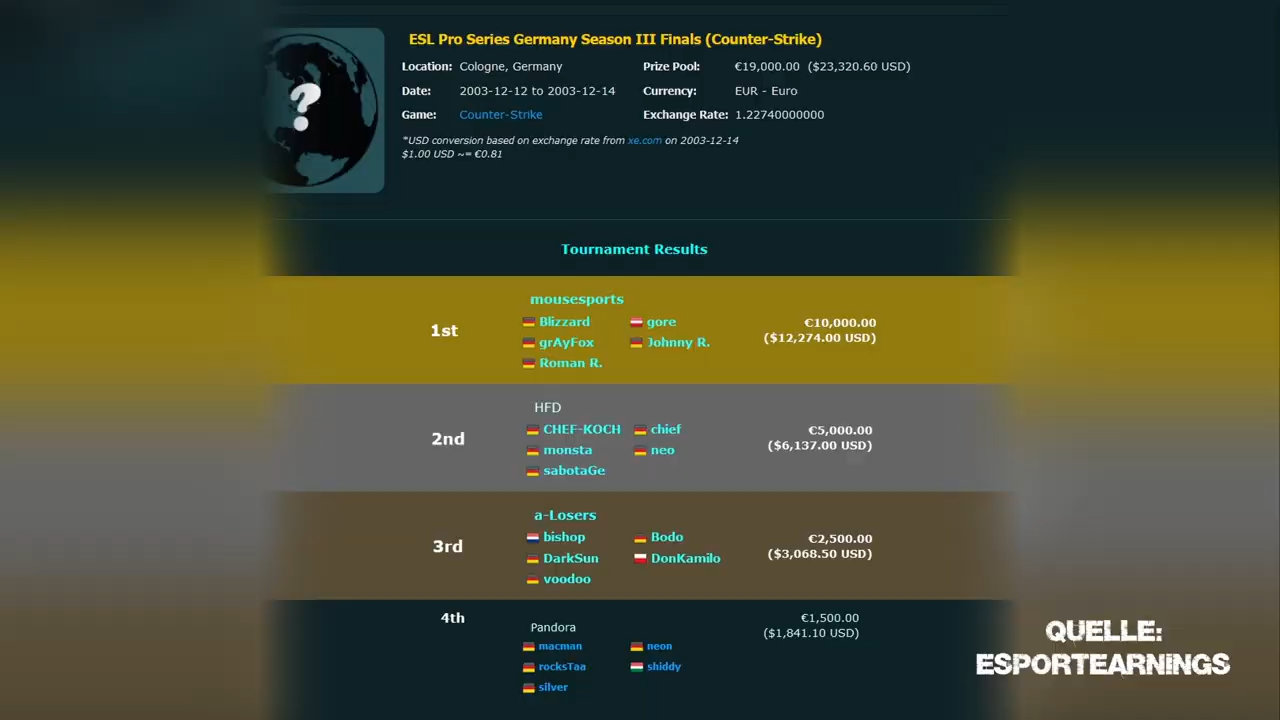 ESL Pro Series Germany Season III Finals (Counter-Strike)
Location: Cologne, Germany Prize Pool: €19,000.00 ($23,320.60 USD)
Date: 2003-12-12 to 2003-12-14 Currency: EUR - Euro
Game: Counter-Strike Exchange Rate: 1.22740000000
*USD conversion based on exchange rate from xe.com on 2003-12-14
$1.00 USD ~= €0.81
?
Tournament Results
1st
mousesports
Blizzard gore
grAyFox Johnny R.
Roman R.
€10,000.00
($12,274.00 USD)
2nd
HFD
CHEF-KOCH chief
monsta neo
sabotaGe
€5,000.00
($6,137.00 USD)
3rd
a-Losers
bishop Bodo
DarkSun DonKamilo
voodoo
€2,500.00
($3,068.50 USD)
4th
Pandora
macman neon
rocksTaa shiddy
silver
€1,500.00
($1,841.10 USD)
QUELLE:
ESPORTEARNINGS